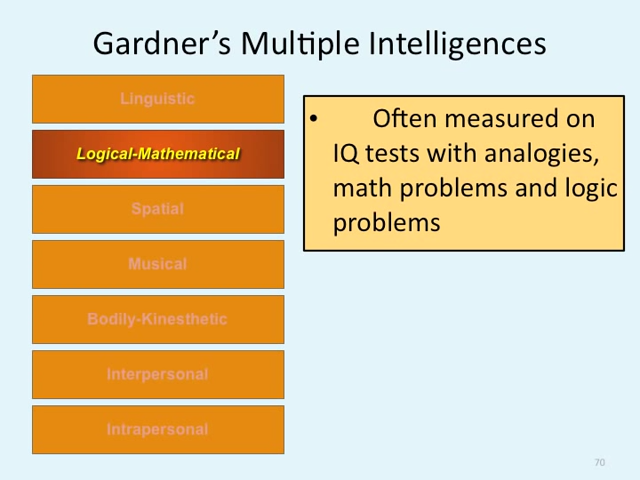 Gardner's Multiple Intelligences
Linguistic
Logical-Mathematical
Spatial
Musical
Bodily-Kinesthetic
Interpersonal
Intrapersonal
• Often measured on
IQ tests with analogies,
math problems and logic
problems
70